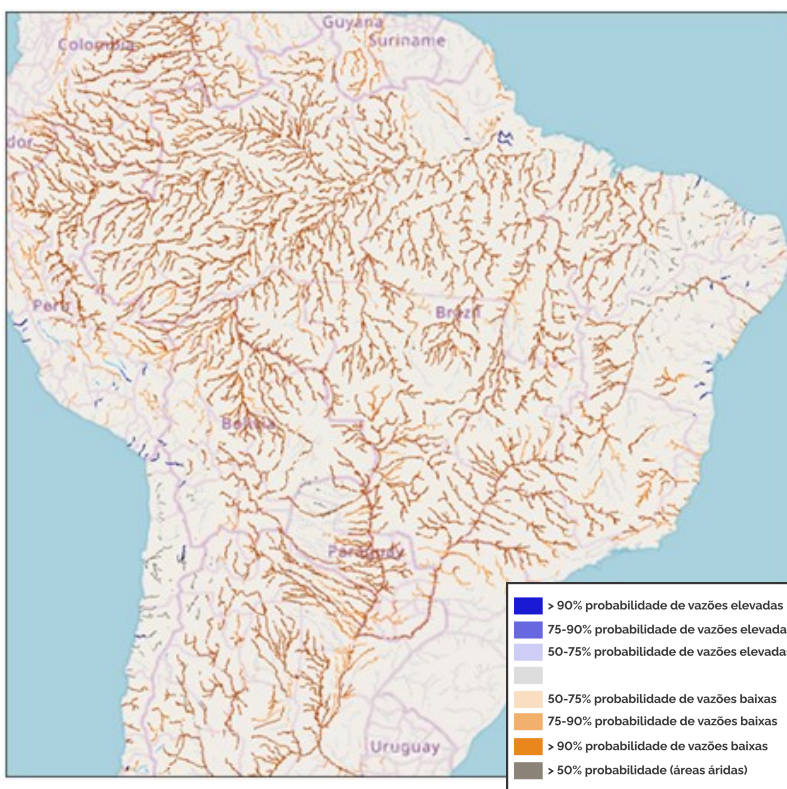 Guyana
Suriname
Colombia
dor
Peru
Brazil
Bolivia
Paraguay
Uruguay
> 90% probabilidade de vazões elevadas
75-90% probabilidade de vazões elevada
50-75% probabilidade de vazões elevadas
50-75% probabilidade de vazões baixas
75-90% probabilidade de vazões baixas
> 90% probabilidade de vazões baixas
> 50% probabilidade (áreas áridas)